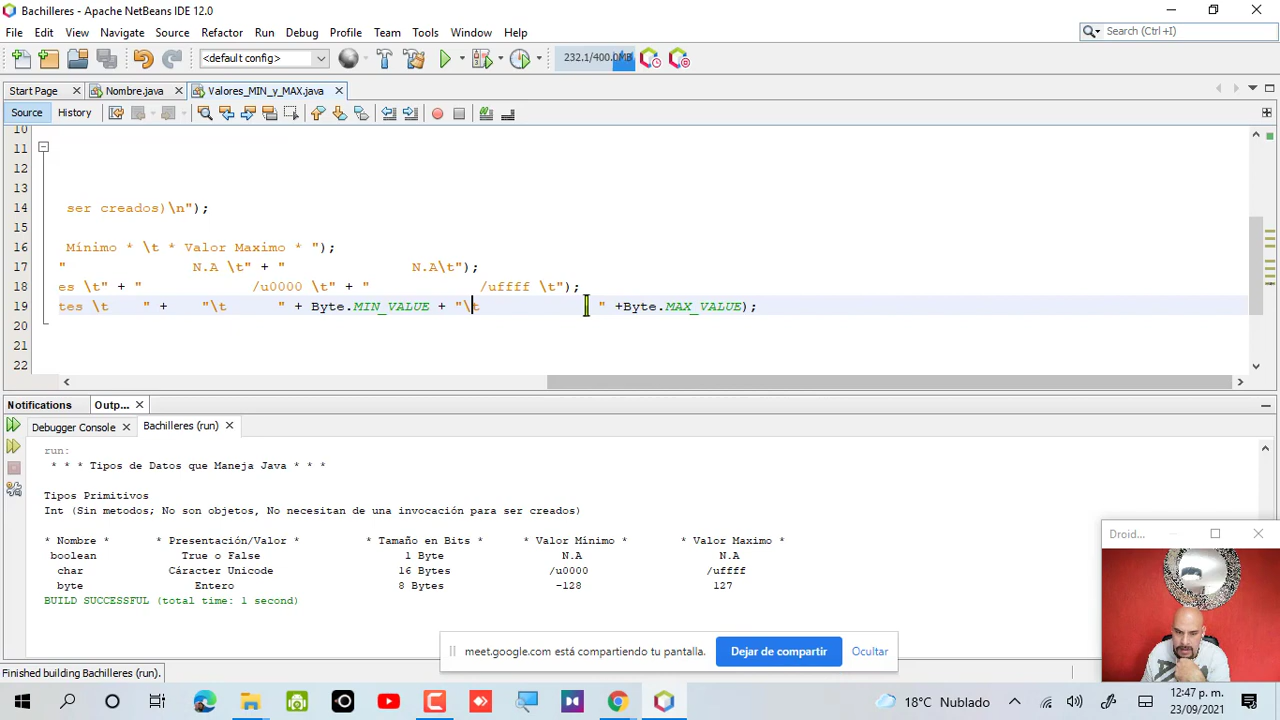 Bachilleres - Apache NetBeans IDE 12.0
File Edit View Navigate Source Refactor Run Debug Profile Team Tools Window Help
Search (Ctrl+I)
<default config>
232.1/400.0MB
Start Page Nombre.java Valores_MIN_y_MAX.java
Source History
10
11
12
13
14 ser creados)\n");
15
16 Mínimo * \t * Valor Maximo * ");
17 " N.A \t" + " N.A\t");
18 es \t" + " /u0000 \t" + " /uffff \t");
19 tes \t " + "\t " + Byte.MIN_VALUE + "\t " +Byte.MAX_VALUE);
20
21
22
Notifications Outp...
Debugger Console Bachilleres (run)
run:
* * * Tipos de Datos que Maneja Java * * *
Tipos Primitivos
Int (Sin metodos; No son objetos, No necesitan de una invocación para ser creados)
* Nombre * * Presentación/Valor * * Tamaño en Bits * * Valor Mínimo * * Valor Maximo *
boolean True o False 1 Byte N.A N.A
char Cáracter Unicode 16 Bytes /u0000 /uffff
byte Entero 8 Bytes -128 127
BUILD SUCCESSFUL (total time: 1 second)
Droid...
meet.google.com está compartiendo tu pantalla. Dejar de compartir Ocultar
Finished building Bachilleres (run).
18°C Nublado
12:47 p. m.
23/09/2021